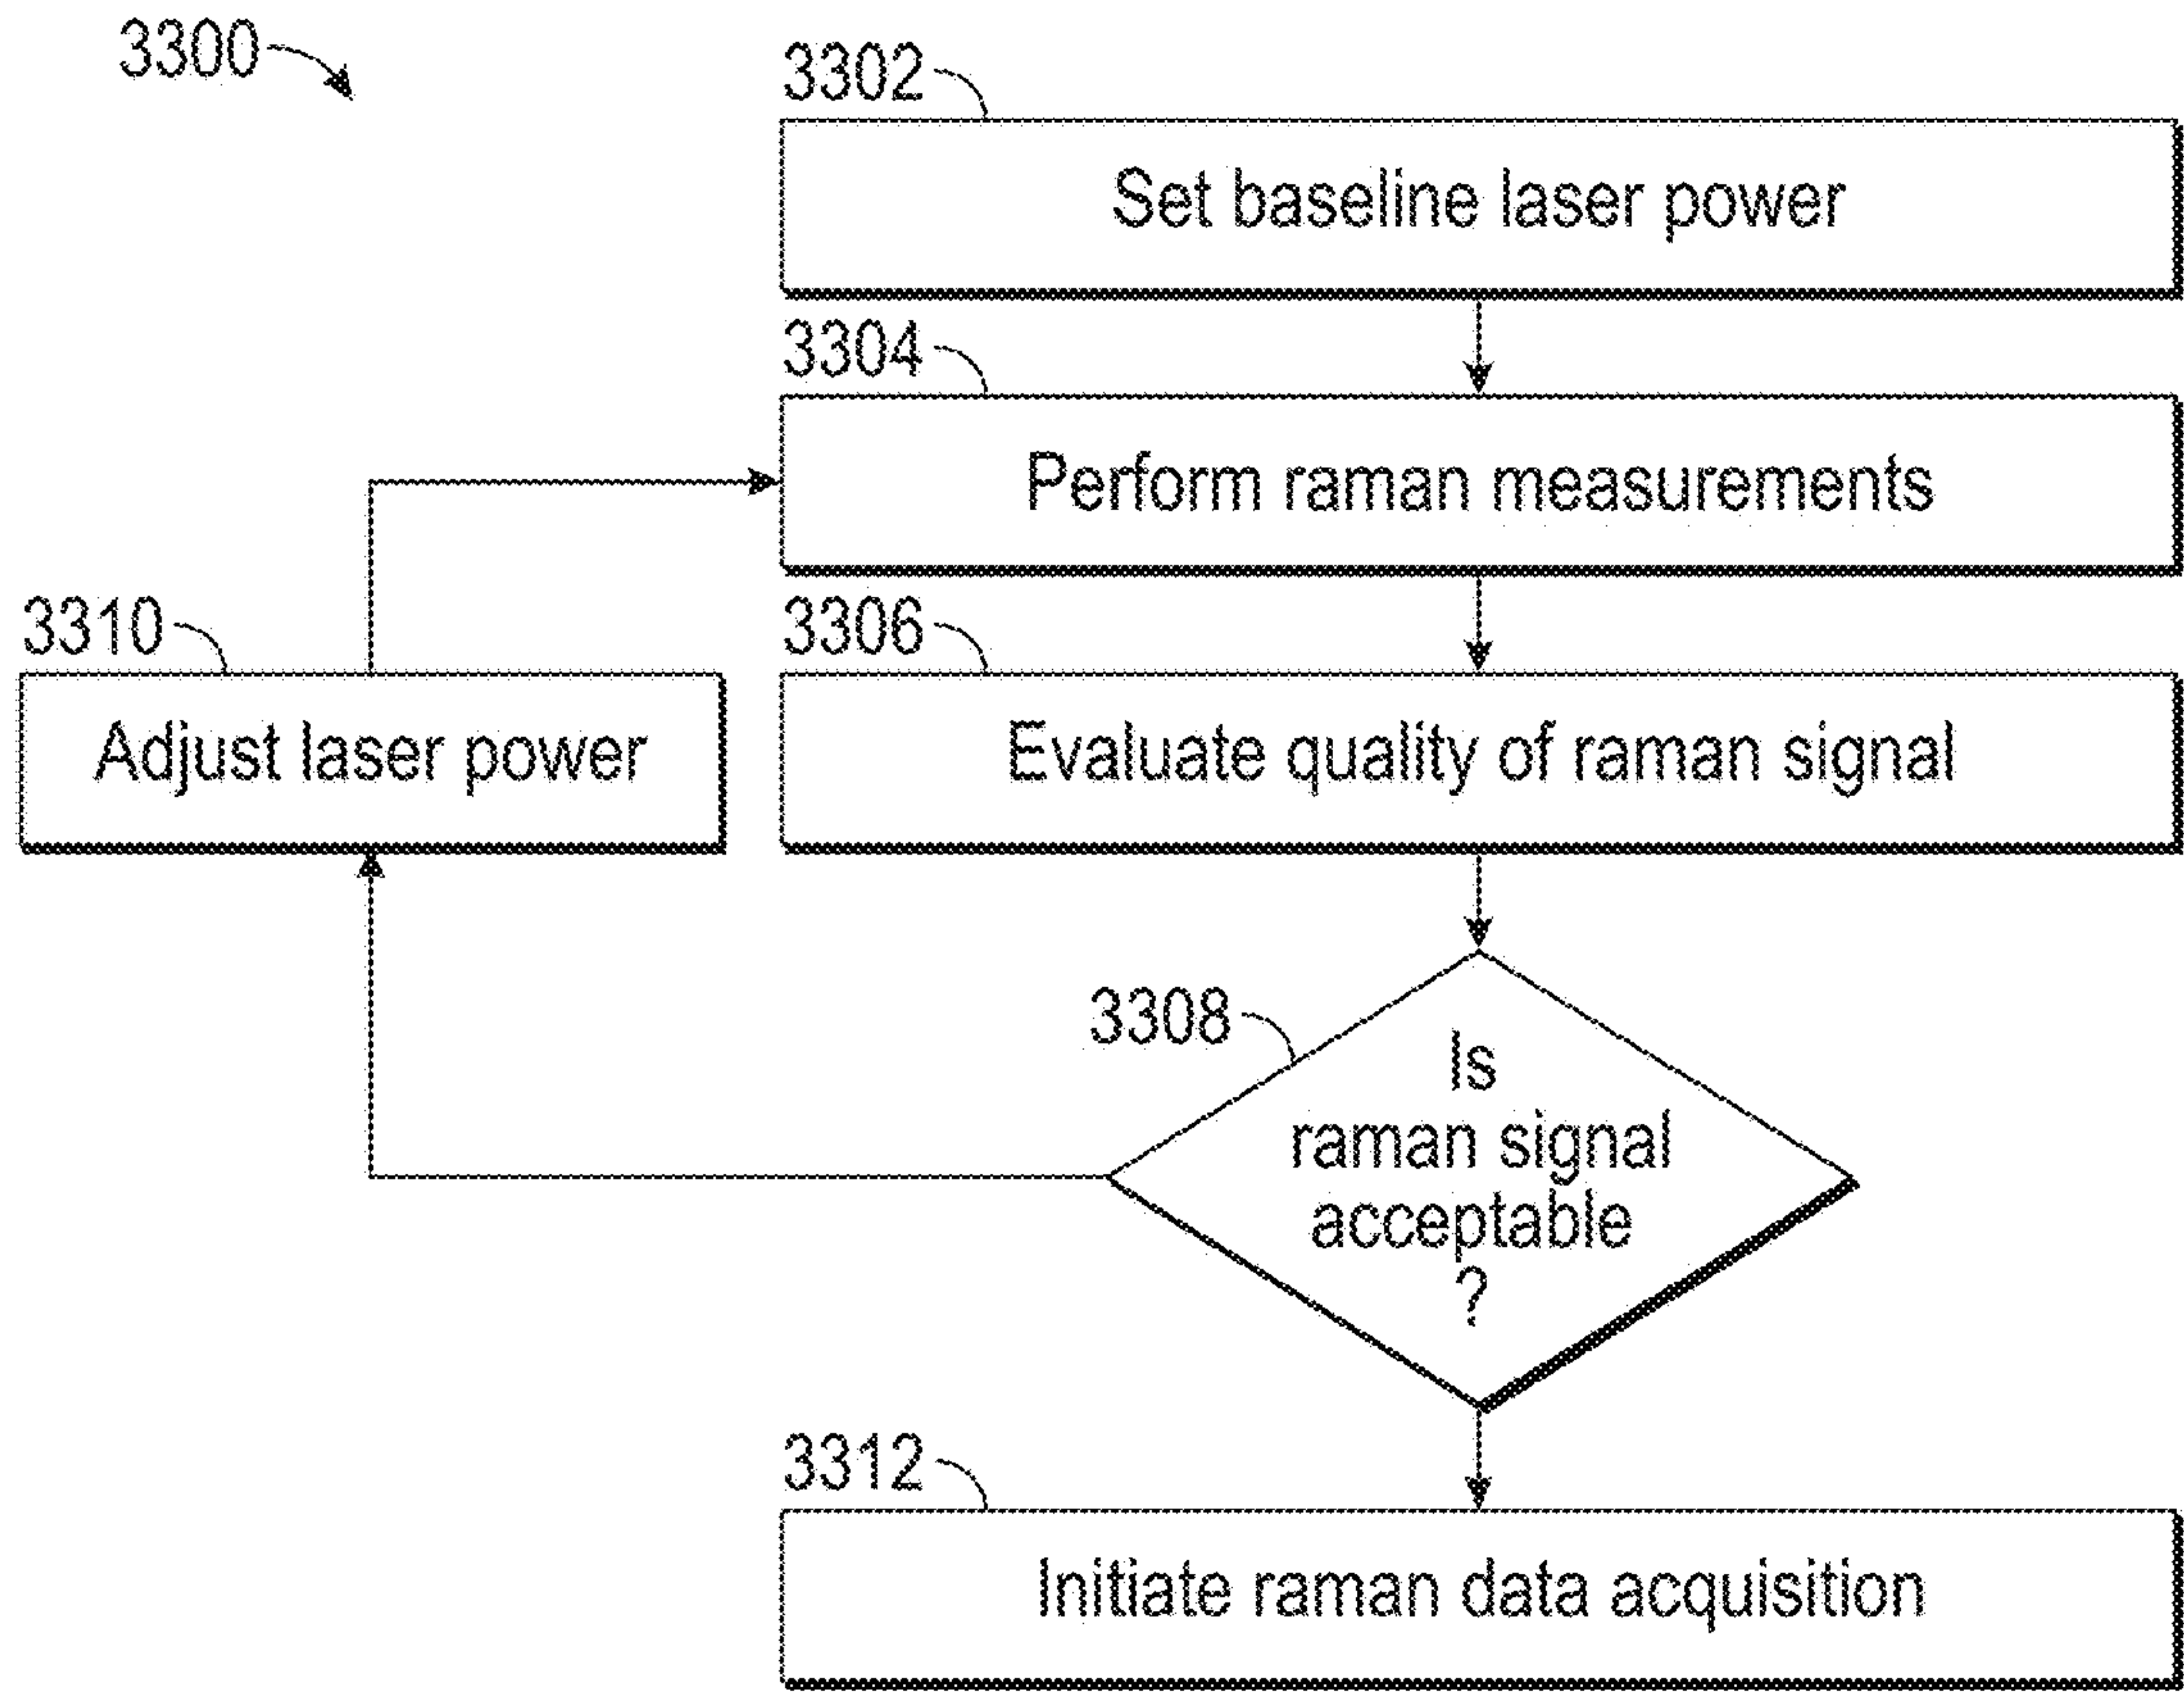 3300
3302
Set baseline laser power
3304
Perform raman measurements
3310
Adjust laser power
3306
Evaluate quality of raman signal
3308
Is
raman signal
acceptable
?
3312
Initiate raman data acquisition